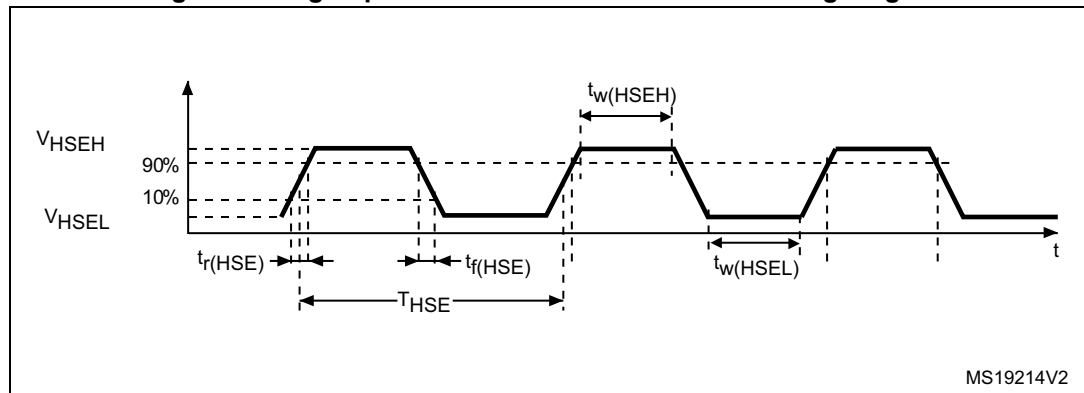 tw(HSEH)
VHSEH
90%
10%
VHSEL
tr(HSE)
tf(HSE)
tw(HSEL)
t
THSE
MS19214V2